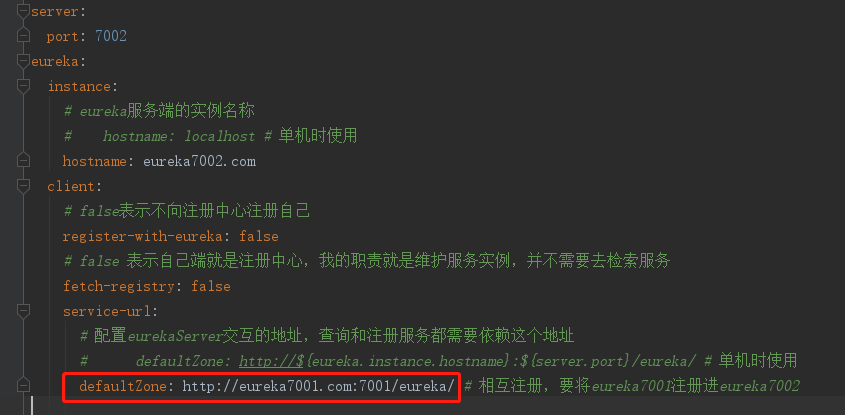 server:
port: 7002
eureka:
instance:
# eureka服务端的实例名称
# hostname: localhost # 单机时使用
hostname: eureka7002.com
client:
# false表示不向注册中心注册自己
register-with-eureka: false
# false 表示自己端就是注册中心，我的职责就是维护服务实例，并不需要去检索服务
fetch-registry: false
service-url:
# 配置eurekaServer交互的地址，查询和注册服务都需要依赖这个地址
# defaultZone: http://${eureka.instance.hostname}:${server.port}/eureka/ # 单机时使用
defaultZone: http://eureka7001.com:7001/eureka/ # 相互注册，要将eureka7001注册进eureka7002